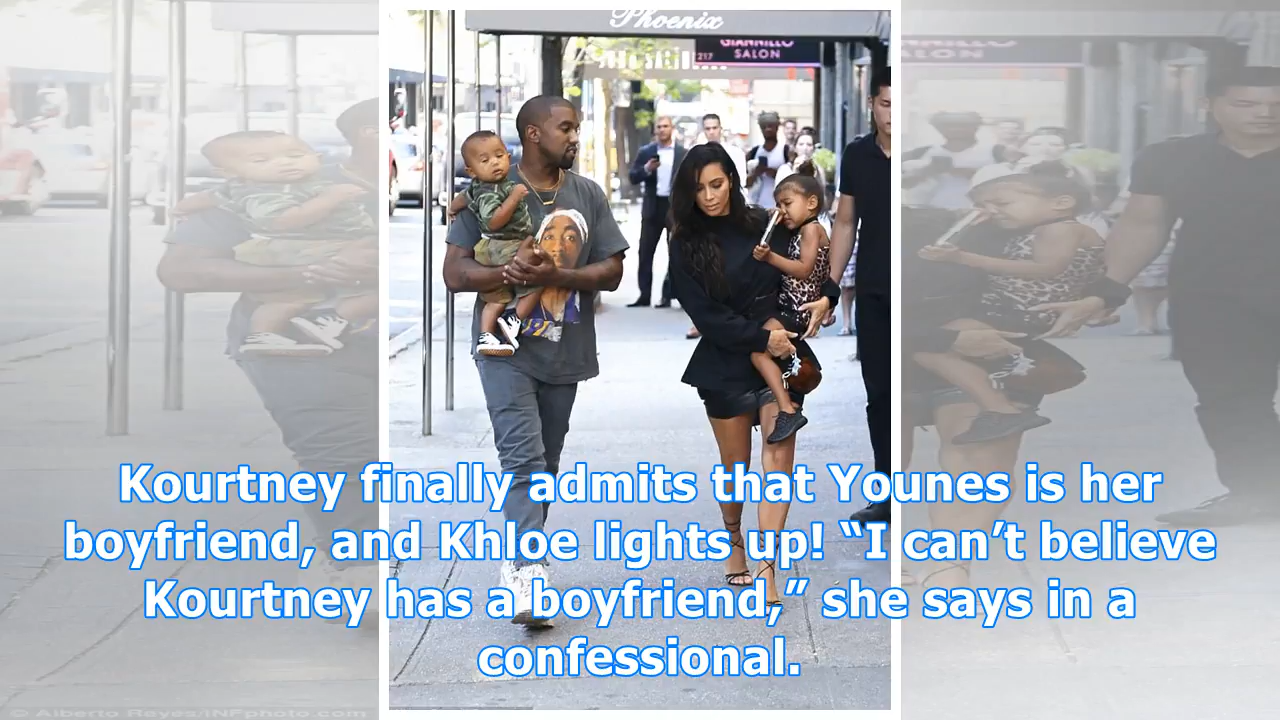 Phoenix
GIANNILLO
217 SALON
Kourtney finally admits that Younes is her
boyfriend, and Khloe lights up! “I can’t believe
Kourtney has a boyfriend,” she says in a
confessional.
© Alberto Reyes/INFphoto.com